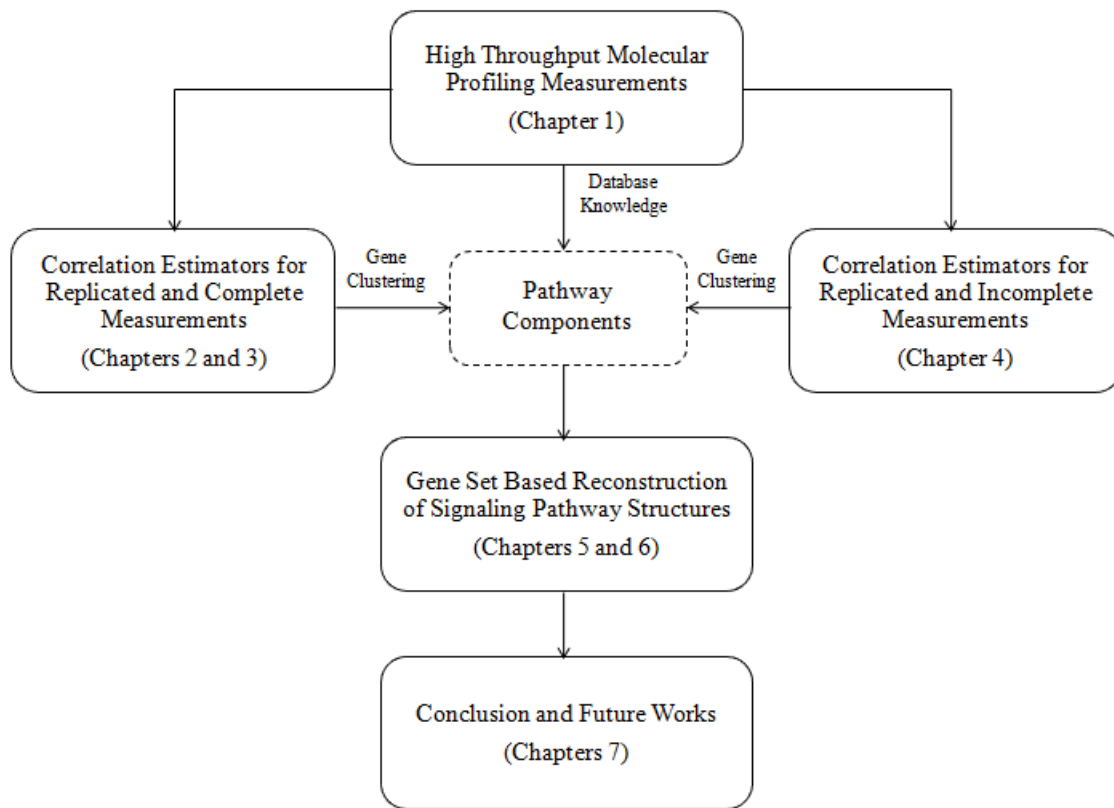 High Throughput Molecular
Profiling Measurements
(Chapter 1)
Database
Knowledge
Correlation Estimators for
Replicated and Complete
Measurements
(Chapters 2 and 3)
Gene
Clustering
Pathway
Components
Gene
Clustering
Correlation Estimators for
Replicated and Incomplete
Measurements
(Chapter 4)
Gene Set Based Reconstruction
of Signaling Pathway Structures
(Chapters 5 and 6)
Conclusion and Future Works
(Chapters 7)